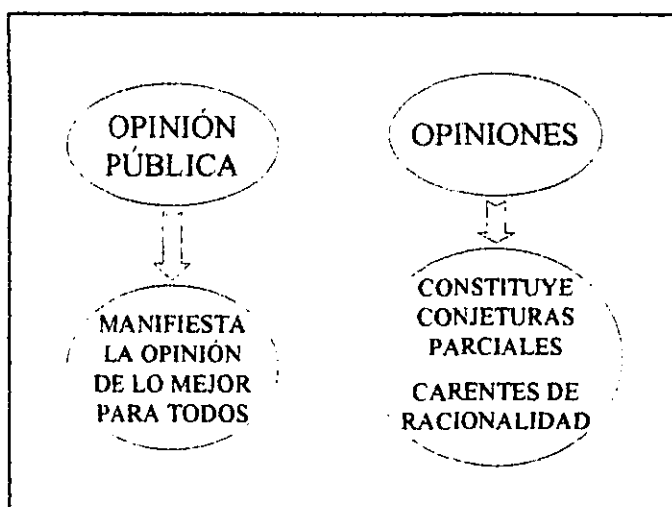 OPINIÓN
PÚBLICA
MANIFIESTA
LA OPINIÓN
DE LO MEJOR
PARA TODOS
OPINIONES
CONSTITUYE
CONJETURAS
PARCIALES
CARENTES DE
RACIONALIDAD